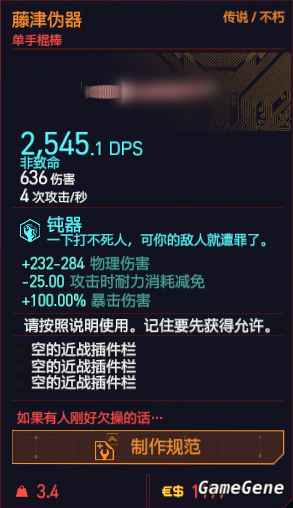 藤津伪器
传说 / 不朽
单手棍棒
2,545.1 DPS
非致命
636 伤害
4 次攻击/秒
钝器
一下打不死人，可你的敌人就遭罪了。
+232-284 物理伤害
-25.00 攻击时耐力消耗减免
+100.00% 暴击伤害
请按照说明使用。记住要先获得允许。
空的近战插件栏
空的近战插件栏
空的近战插件栏
如果有人刚好欠操的话…
制作规范
3.4
€$
GameGene